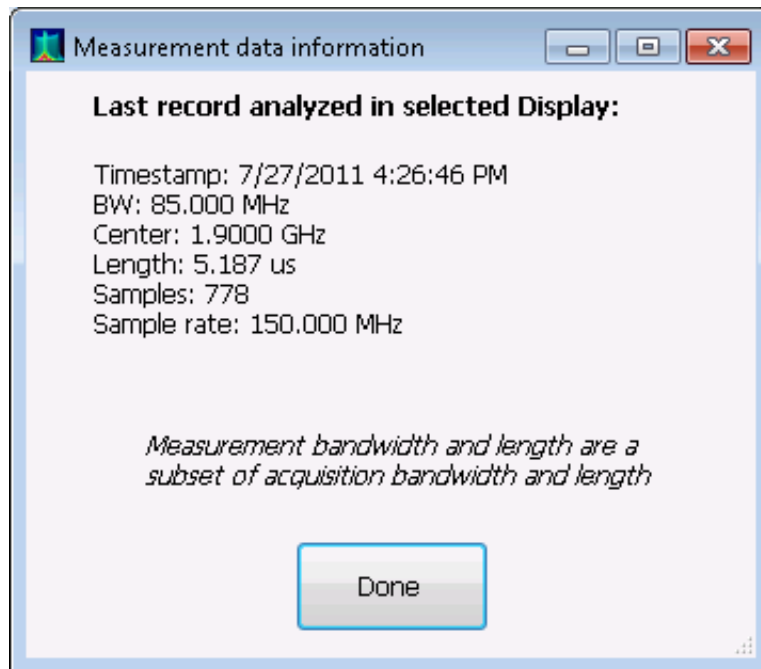 Measurement data information
Last record analyzed in selected Display:
Timestamp: 7/27/2011 4:26:46 PM
BW: 85.000 MHz
Center: 1.9000 GHz
Length: 5.187 us
Samples: 778
Sample rate: 150.000 MHz
Measurement bandwidth and length are a
subset of acquisition bandwidth and length
Done